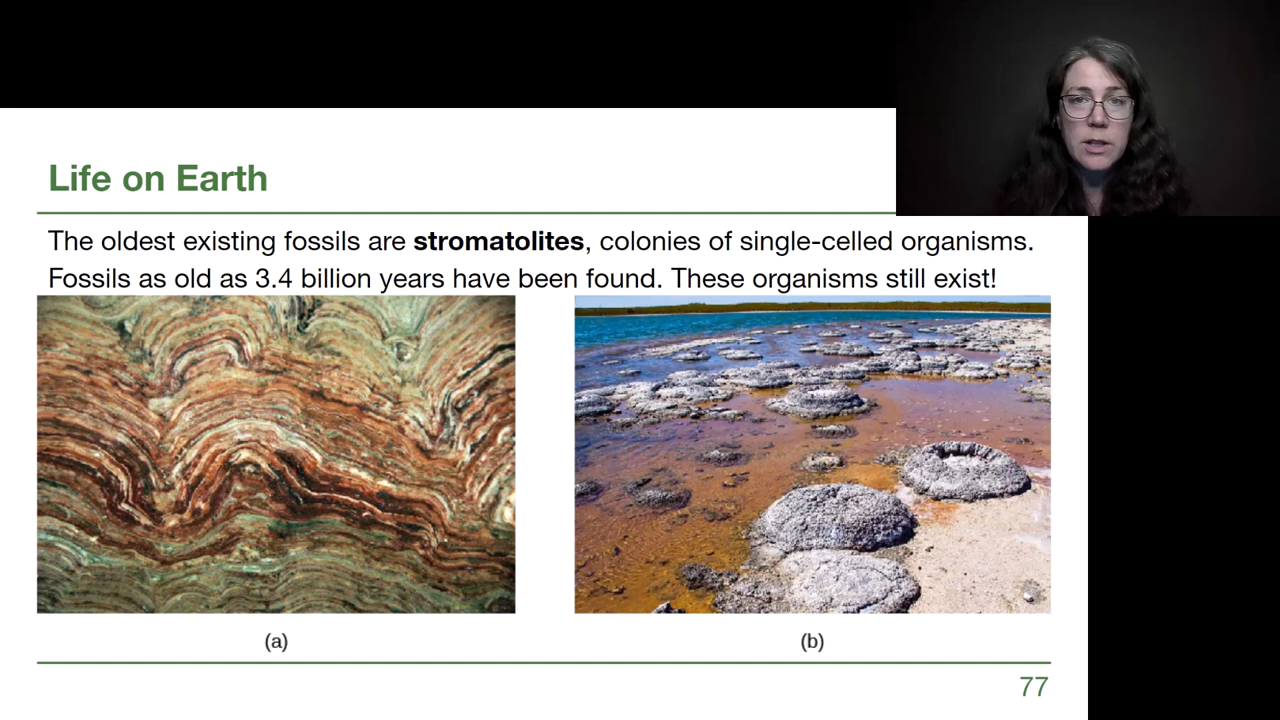 Life on Earth
The oldest existing fossils are stromatolites, colonies of single-celled organisms.
Fossils as old as 3.4 billion years have been found. These organisms still exist!
(a)
(b)
77